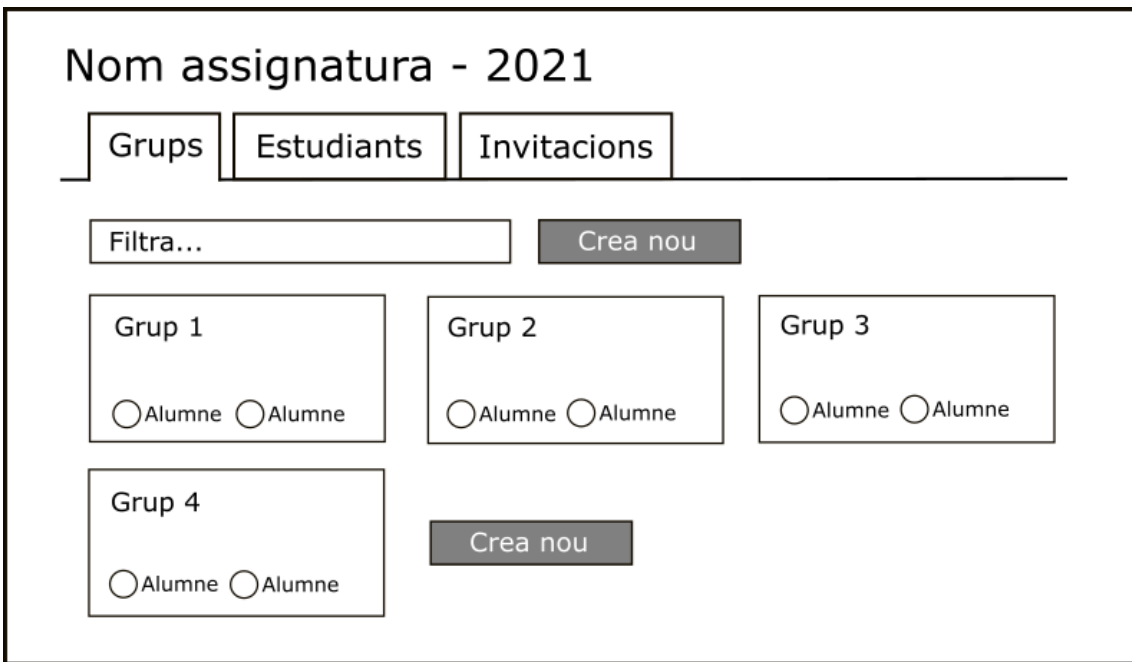 Nom assignatura - 2021
Grups Estudiants Invitacions
Filtra... Crea nou
Grup 1 Grup 2 Grup 3
Alumne Alumne Alumne Alumne Alumne Alumne
Grup 4
Crea nou
Alumne Alumne